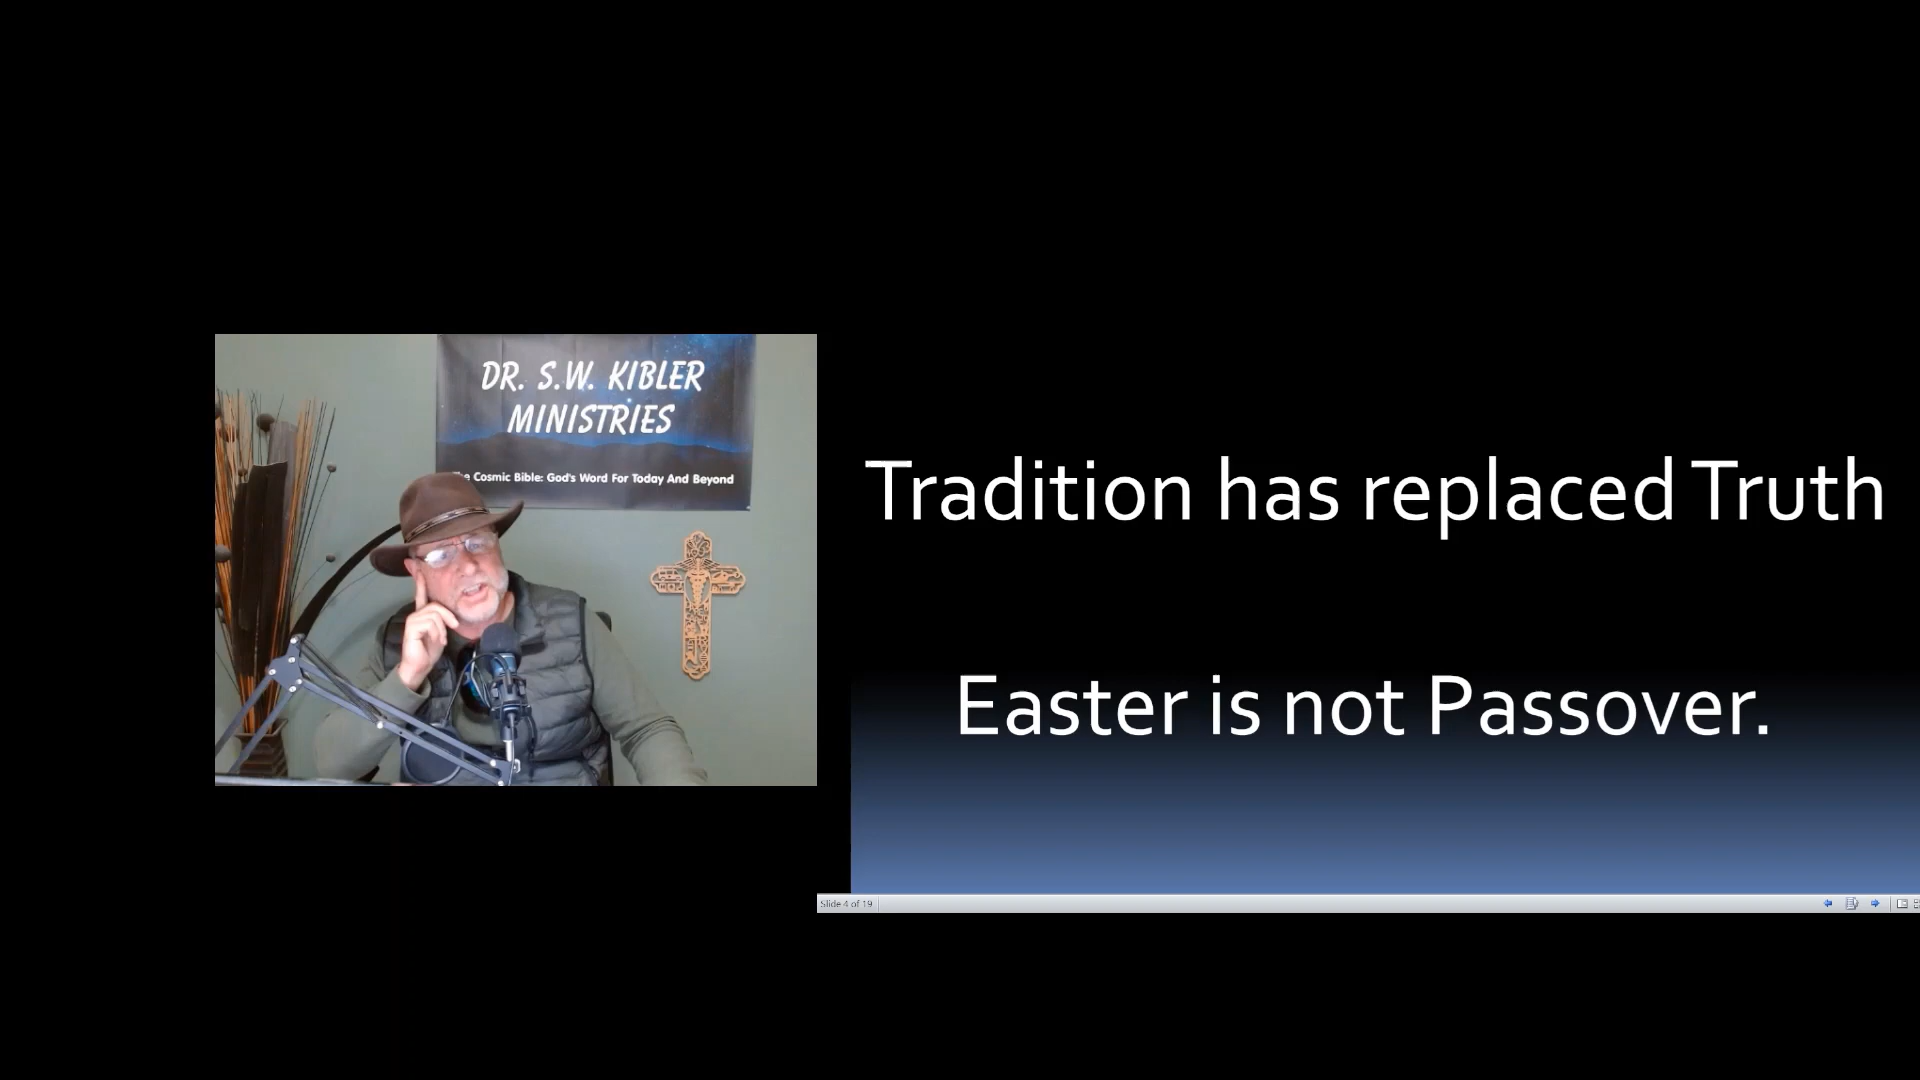 DR. S.W. KIBLER
MINISTRIES
Cosmic Bible: God's Word For Today And Beyond
Tradition has replaced Truth
Easter is not Passover.
Slide 4 of 19